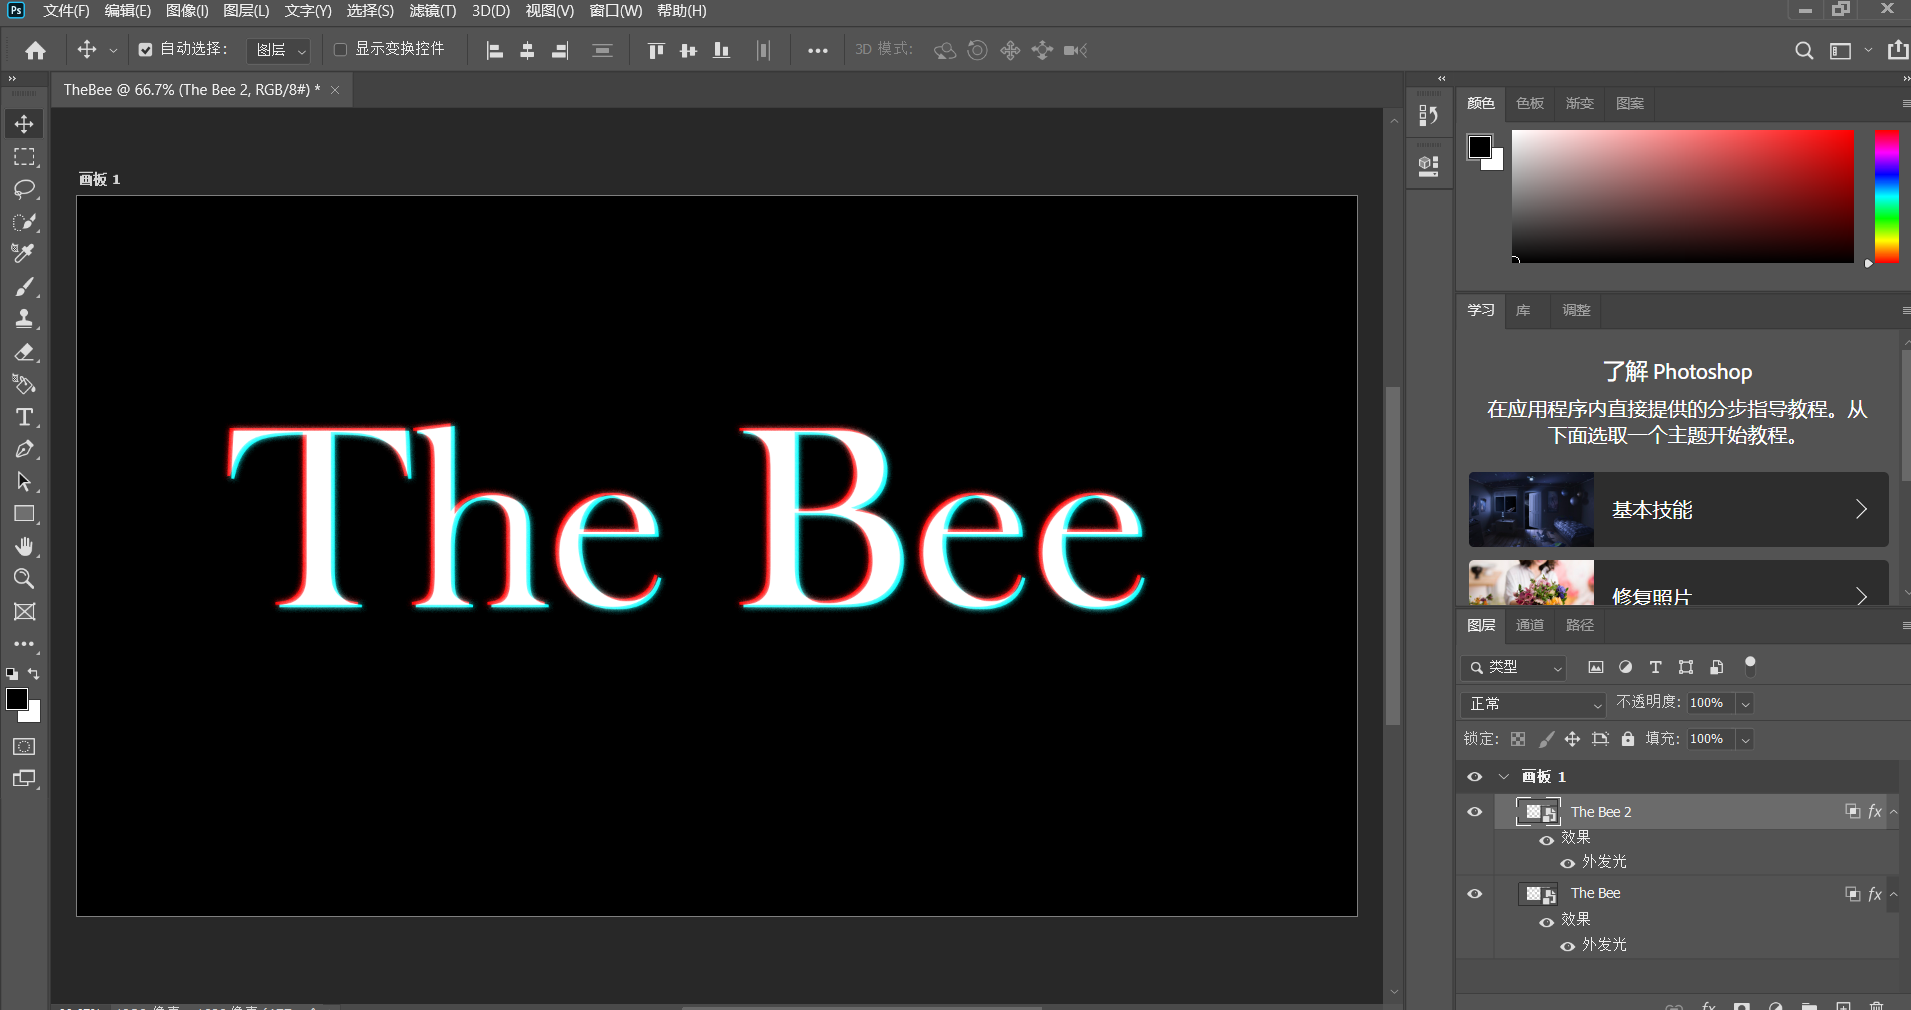 Ps 文件(F) 编辑(E) 图像(I) 图层(L) 文字(Y) 选择(S) 滤镜(T) 3D(D) 视图(V) 窗口(W) 帮助(H)
自动选择: 图层 显示变换控件 3D 模式:
TheBee @ 66.7% (The Bee 2, RGB/8#) *
画板 1
The Bee
颜色 色板 渐变 图案
学习 库 调整
了解 Photoshop
在应用程序内直接提供的分步指导教程。从
下面选取一个主题开始教程。
基本技能
修复照片
图层 通道 路径
类型
正常 不透明度: 100%
锁定: 填充: 100%
画板 1
The Bee 2 fx
效果
外发光
The Bee fx
效果
外发光